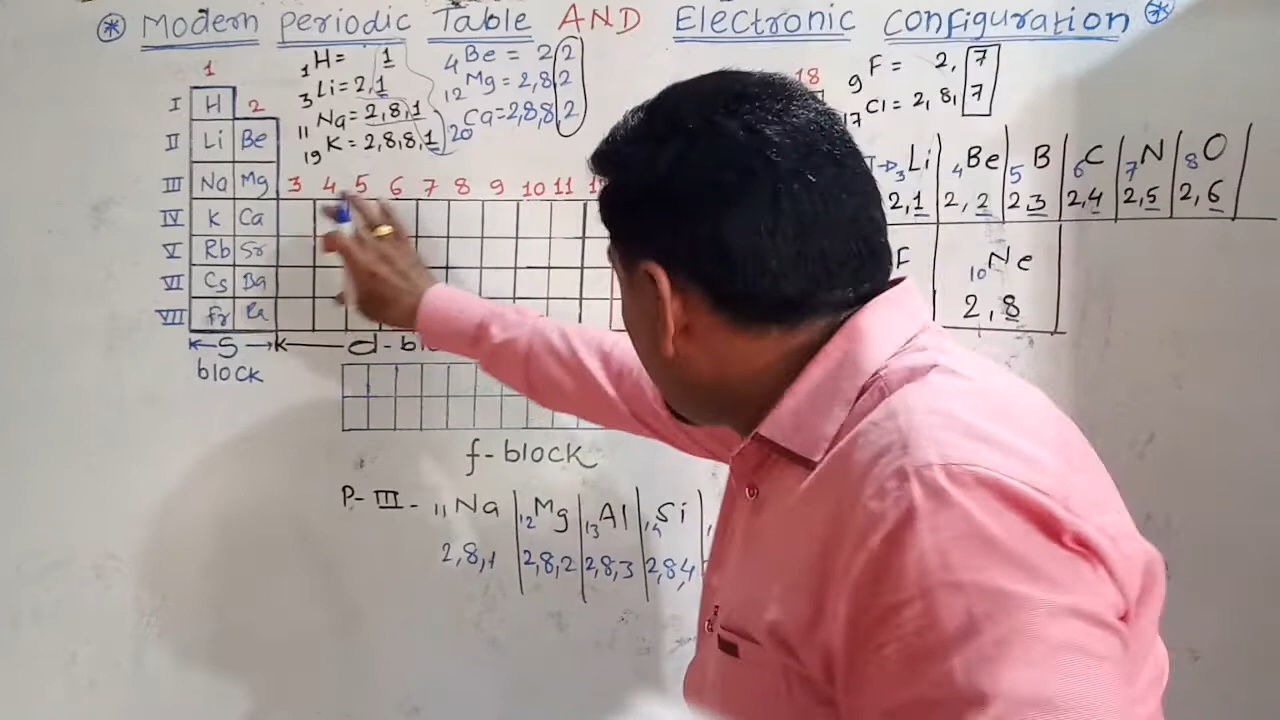 ⊛ Modern periodic Table AND Electronic configuration ⊛
1
I H 2
II Li Be
III Na Mg 3 4 5 6 7 8 9 10 11
IV K Ca
V Rb Sr
VI Cs Ba
VII Fr Ra
1H = 1
3Li = 2,1
11Na = 2,8,1
19K = 2,8,8,1
4Be = 2 2
12Mg = 2,8 2
20Ca = 2,8,8,2
18
9F = 2, 7
17Cl = 2, 8, 7
3Li 4Be 5B 6C 7N 8O
2,1 2,2 2 3 2,4 2,5 2,6
F 10Ne
2,8
S block
d-bl
f-block
P-III- 11Na 12Mg 13Al 14Si
2,8,1 2,8,2 2,8,3 2,8,4